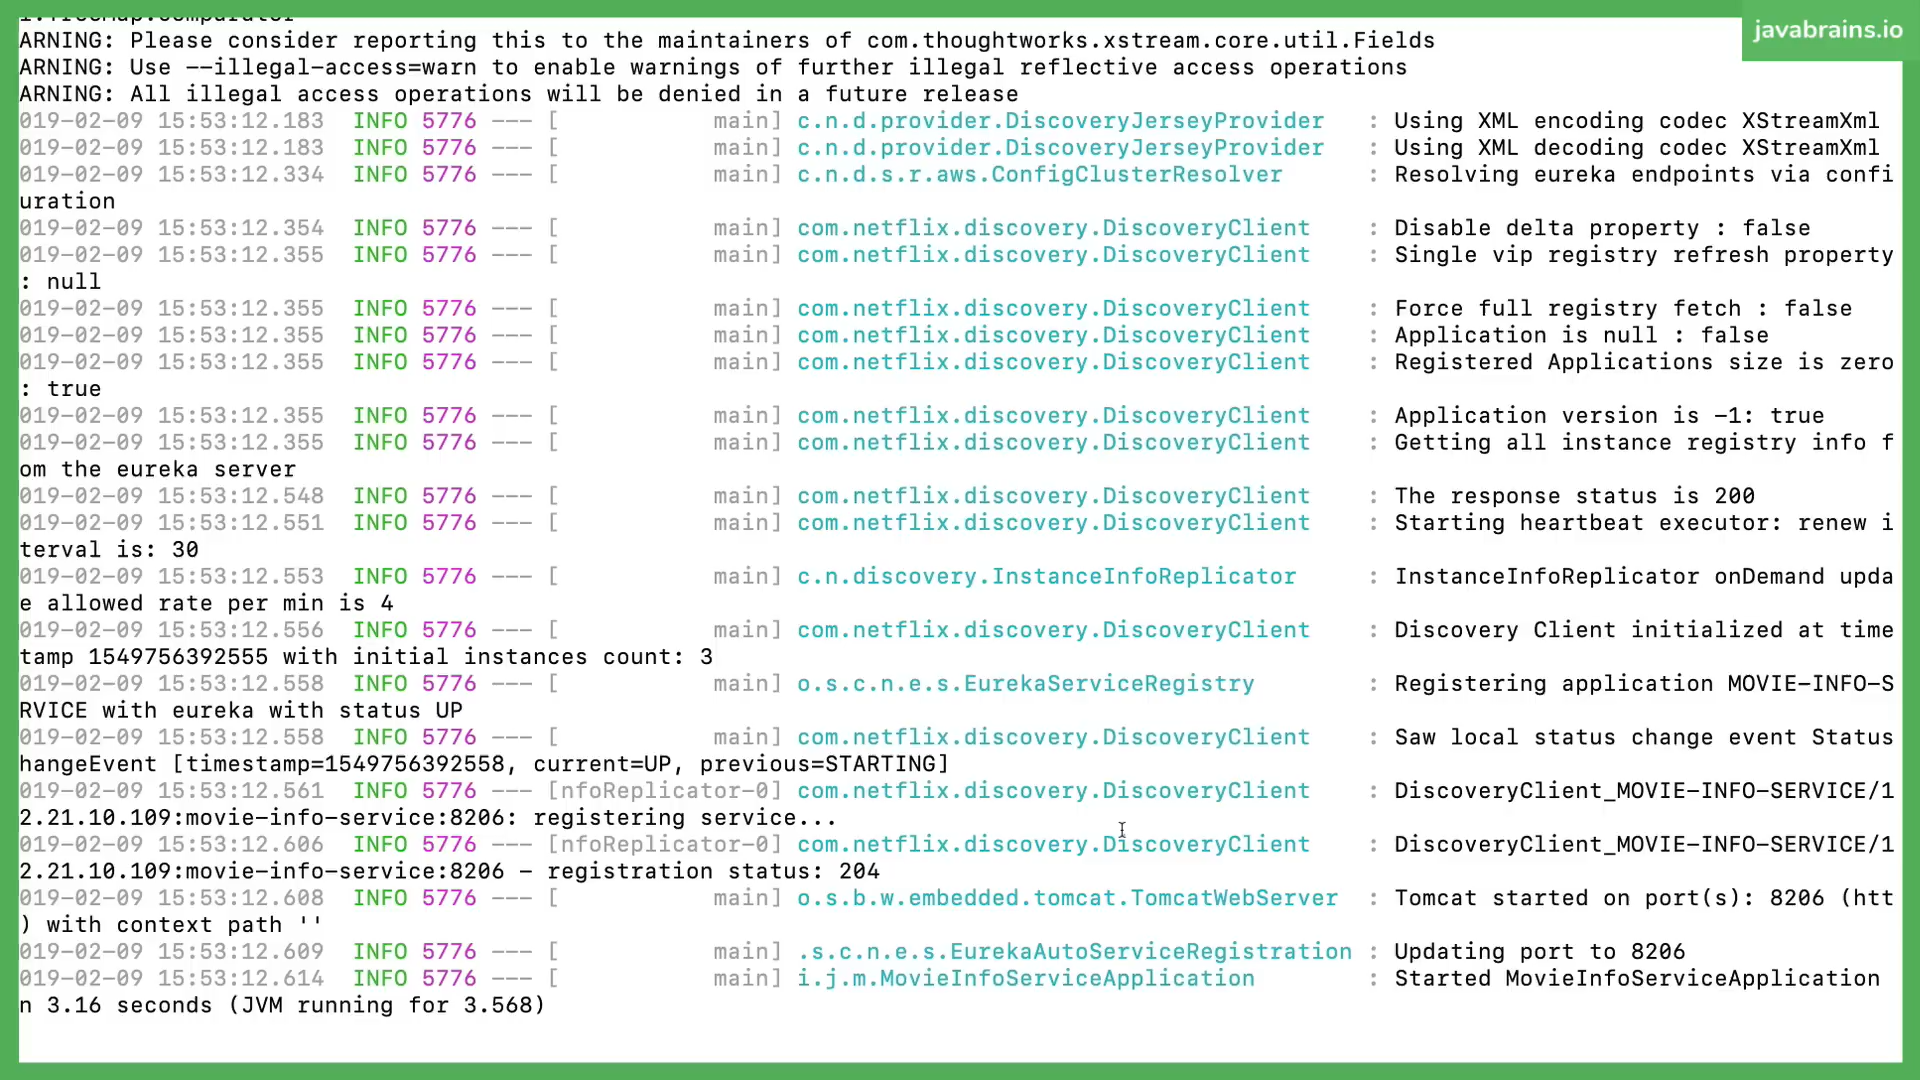 javabrains.io
ARNING: Please consider reporting this to the maintainers of com.thoughtworks.xstream.core.util.Fields
ARNING: Use --illegal-access=warn to enable warnings of further illegal reflective access operations
ARNING: All illegal access operations will be denied in a future release
019-02-09 15:53:12.183 INFO 5776 --- [ main] c.n.d.provider.DiscoveryJerseyProvider : Using XML encoding codec XStreamXml
019-02-09 15:53:12.183 INFO 5776 --- [ main] c.n.d.provider.DiscoveryJerseyProvider : Using XML decoding codec XStreamXml
019-02-09 15:53:12.334 INFO 5776 --- [ main] c.n.d.s.r.aws.ConfigClusterResolver : Resolving eureka endpoints via confi
uration
019-02-09 15:53:12.354 INFO 5776 --- [ main] com.netflix.discovery.DiscoveryClient : Disable delta property : false
019-02-09 15:53:12.355 INFO 5776 --- [ main] com.netflix.discovery.DiscoveryClient : Single vip registry refresh property
: null
019-02-09 15:53:12.355 INFO 5776 --- [ main] com.netflix.discovery.DiscoveryClient : Force full registry fetch : false
019-02-09 15:53:12.355 INFO 5776 --- [ main] com.netflix.discovery.DiscoveryClient : Application is null : false
019-02-09 15:53:12.355 INFO 5776 --- [ main] com.netflix.discovery.DiscoveryClient : Registered Applications size is zero
: true
019-02-09 15:53:12.355 INFO 5776 --- [ main] com.netflix.discovery.DiscoveryClient : Application version is -1: true
019-02-09 15:53:12.355 INFO 5776 --- [ main] com.netflix.discovery.DiscoveryClient : Getting all instance registry info f
om the eureka server
019-02-09 15:53:12.548 INFO 5776 --- [ main] com.netflix.discovery.DiscoveryClient : The response status is 200
019-02-09 15:53:12.551 INFO 5776 --- [ main] com.netflix.discovery.DiscoveryClient : Starting heartbeat executor: renew i
terval is: 30
019-02-09 15:53:12.553 INFO 5776 --- [ main] c.n.discovery.InstanceInfoReplicator : InstanceInfoReplicator onDemand upda
e allowed rate per min is 4
019-02-09 15:53:12.556 INFO 5776 --- [ main] com.netflix.discovery.DiscoveryClient : Discovery Client initialized at time
tamp 1549756392555 with initial instances count: 3
019-02-09 15:53:12.558 INFO 5776 --- [ main] o.s.c.n.e.s.EurekaServiceRegistry : Registering application MOVIE-INFO-S
RVICE with eureka with status UP
019-02-09 15:53:12.558 INFO 5776 --- [ main] com.netflix.discovery.DiscoveryClient : Saw local status change event Status
hangeEvent [timestamp=1549756392558, current=UP, previous=STARTING]
019-02-09 15:53:12.561 INFO 5776 --- [nfoReplicator-0] com.netflix.discovery.DiscoveryClient : DiscoveryClient_MOVIE-INFO-SERVICE/1
2.21.10.109:movie-info-service:8206: registering service...
019-02-09 15:53:12.606 INFO 5776 --- [nfoReplicator-0] com.netflix.discovery.DiscoveryClient : DiscoveryClient_MOVIE-INFO-SERVICE/1
2.21.10.109:movie-info-service:8206 - registration status: 204
019-02-09 15:53:12.608 INFO 5776 --- [ main] o.s.b.w.embedded.tomcat.TomcatWebServer : Tomcat started on port(s): 8206 (htt
) with context path ''
019-02-09 15:53:12.609 INFO 5776 --- [ main] .s.c.n.e.s.EurekaAutoServiceRegistration : Updating port to 8206
019-02-09 15:53:12.614 INFO 5776 --- [ main] i.j.m.MovieInfoServiceApplication : Started MovieInfoServiceApplication
n 3.16 seconds (JVM running for 3.568)